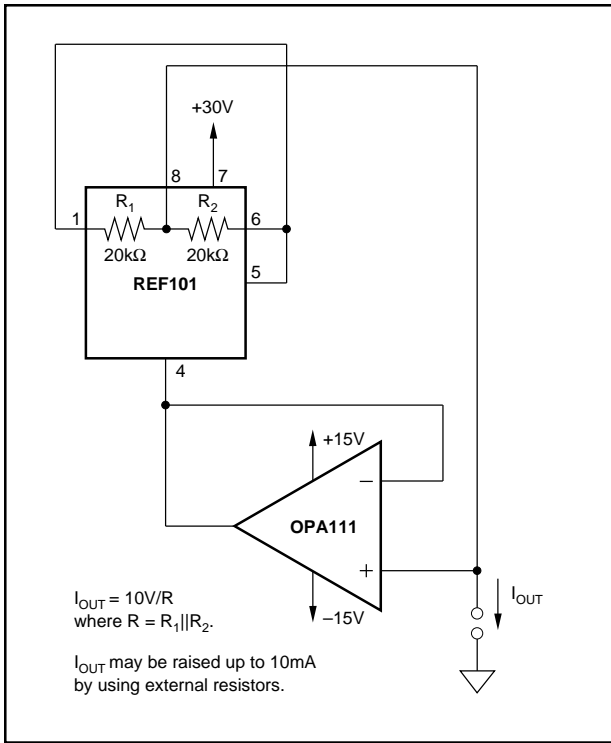 +30V
8 7
R1 R2
1 6
20kΩ 20kΩ
5
REF101
4
+15V
–
OPA111
+
–15V
IOUT
IOUT = 10V/R
where R = R1||R2.
IOUT may be raised up to 10mA
by using external resistors.